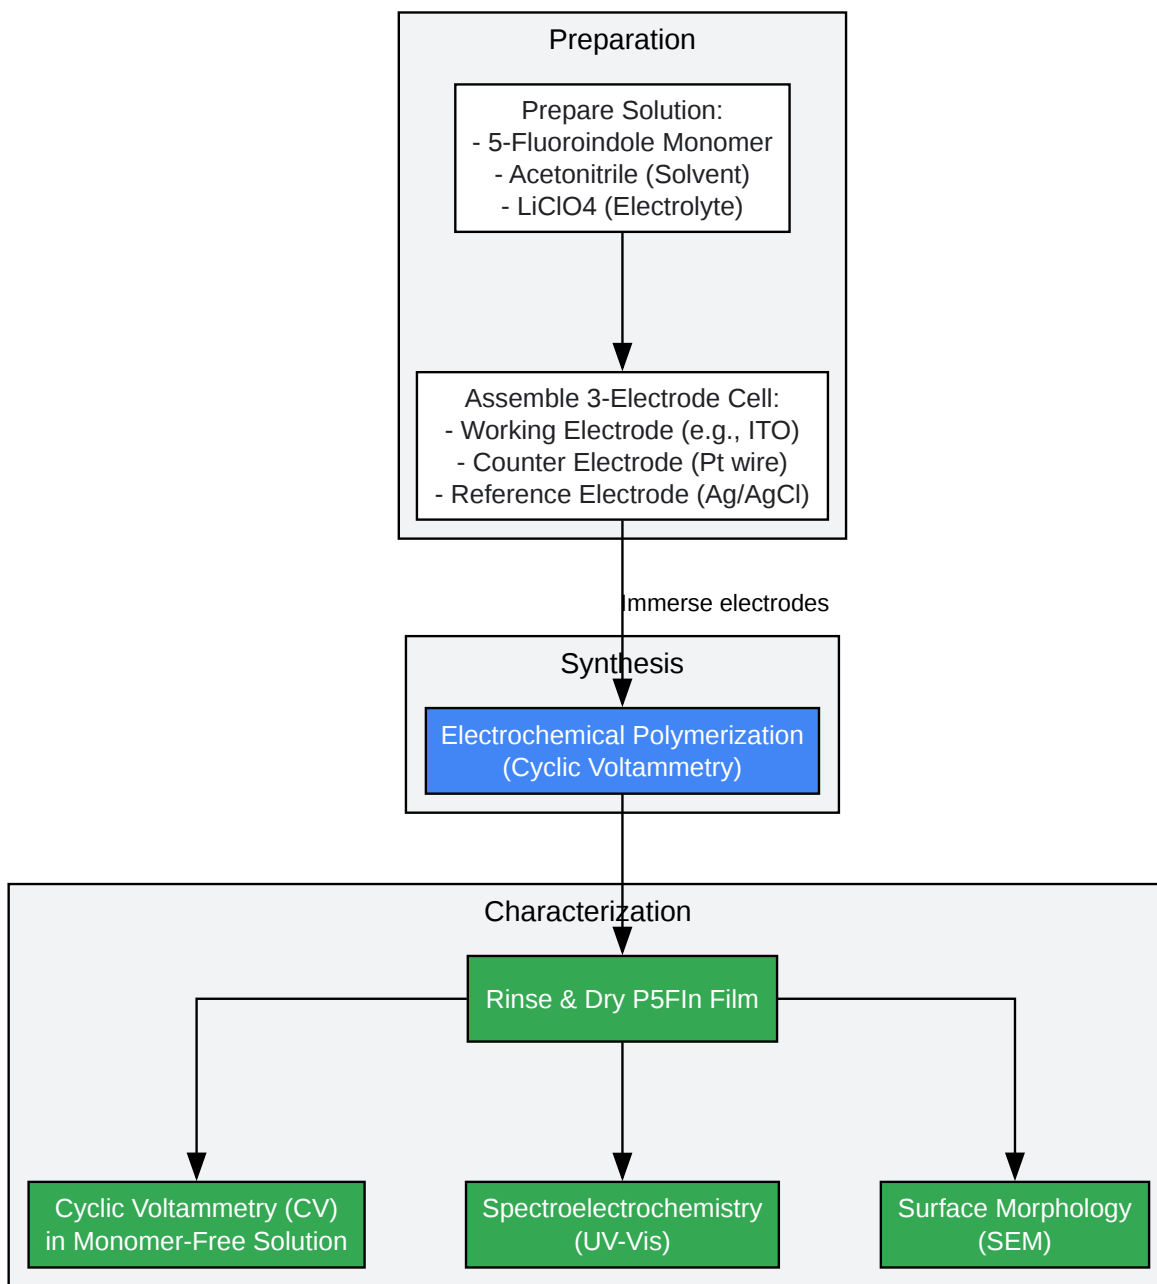 Preparation
Prepare Solution:
- 5-Fluoroindole Monomer
- Acetonitrile (Solvent)
- LiClO4 (Electrolyte)
Assemble 3-Electrode Cell:
- Working Electrode (e.g., ITO)
- Counter Electrode (Pt wire)
- Reference Electrode (Ag/AgCl)
Immerse electrodes
Synthesis
Electrochemical Polymerization
(Cyclic Voltammetry)
Characterization
Rinse & Dry P5FIn Film
Cyclic Voltammetry (CV)
in Monomer-Free Solution
Spectroelectrochemistry
(UV-Vis)
Surface Morphology
(SEM)